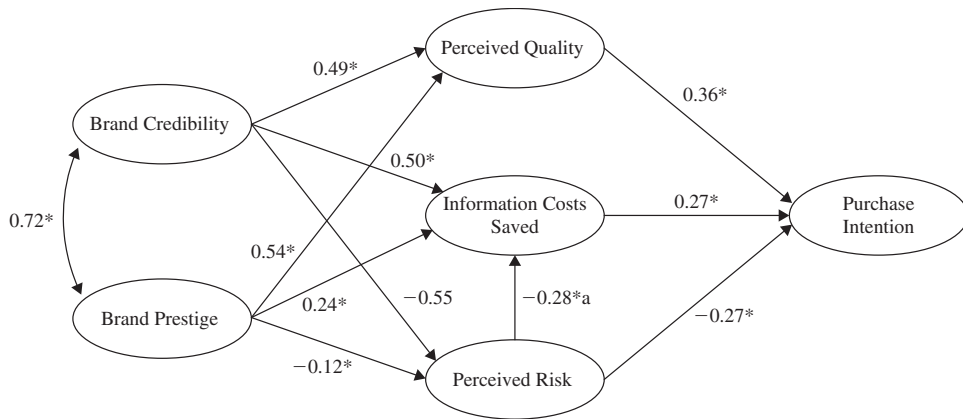 Perceived Quality
0.49*
0.36*
Brand Credibility
0.50*
Information Costs
Saved
0.27*
Purchase
Intention
0.72*
0.54*
0.24*
−0.55
−0.28*a
Brand Prestige
−0.27*
−0.12*
Perceived Risk